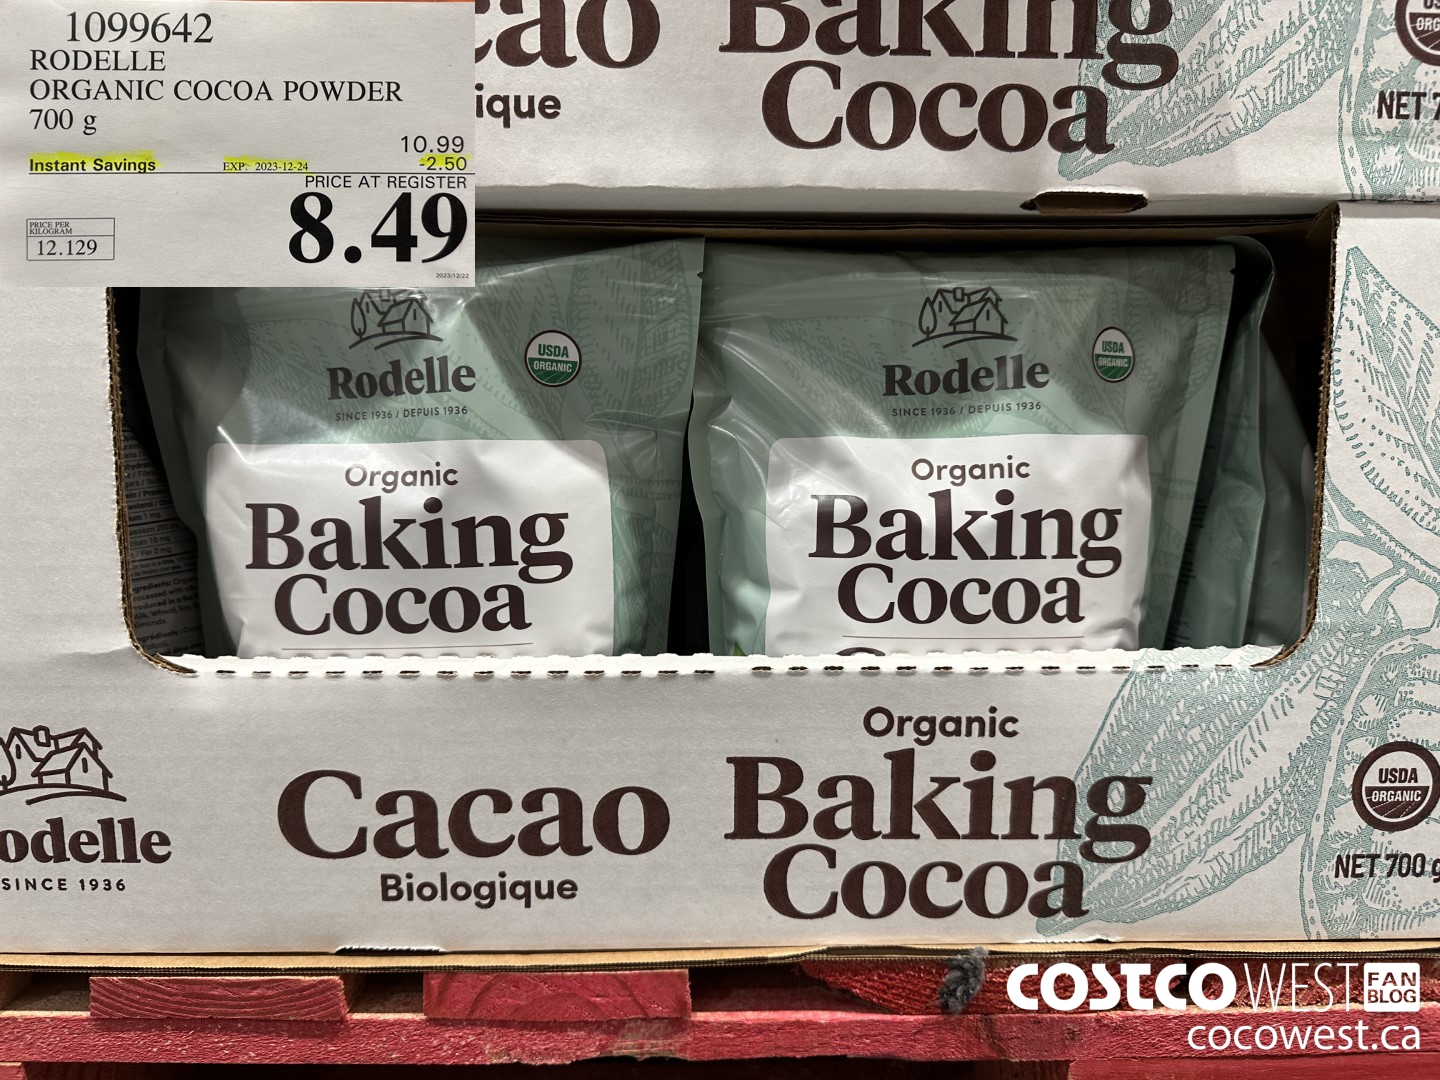 1099642
RODELLE
ORGANIC COCOA POWDER
700 g
10.99
Instant Savings EXP. 2023-12-24 -2.50
PRICE AT REGISTER
8.49
PRICE PER
KILOGRAM
12.129
2023/12/22
cao
ique
Baking
Cocoa
NET 7
ORG
Rodelle
SINCE 1936 / DEPUIS 1936
USDA
ORGANIC
Organic
Baking
Cocoa
Rodelle
SINCE 1936 / DEPUIS 1936
USDA
ORGANIC
Organic
Baking
Cocoa
odelle
SINCE 1936
Cacao
Biologique
Organic
Baking
Cocoa
USDA
ORGANIC
NET 700 g
COSTCO WEST FAN
BLOG
cocowest.ca